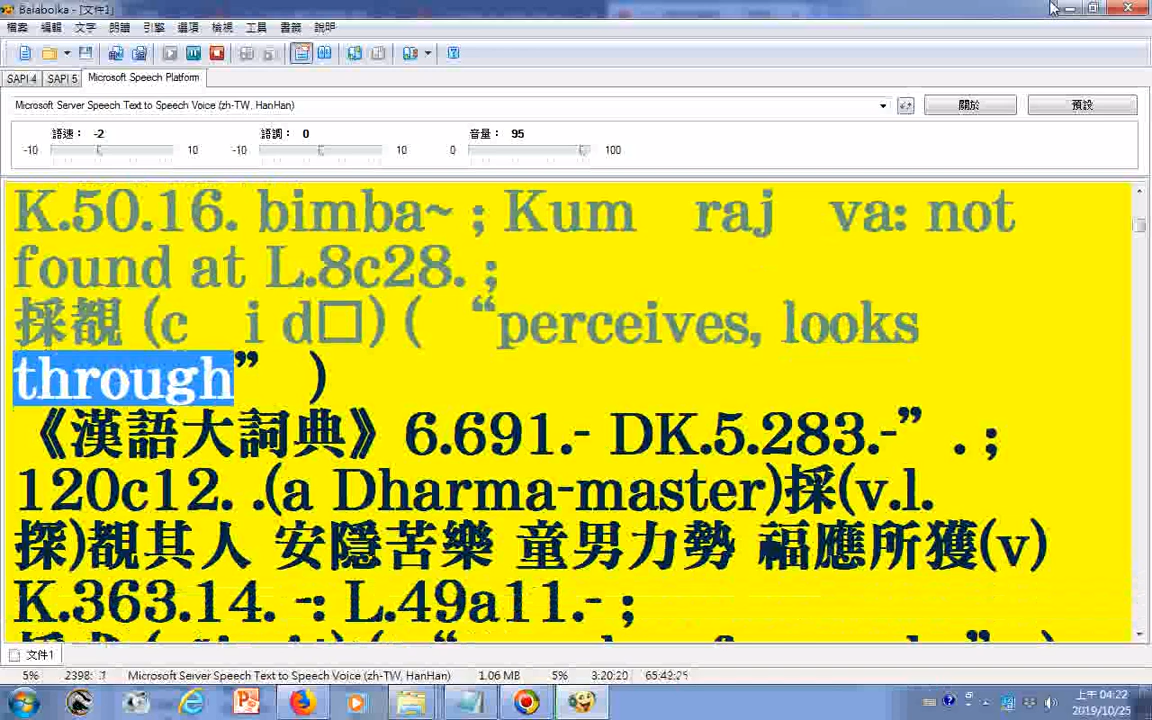 Balabolka - [文件1]
檔案 編輯 文字 朗讀 引擎 選項 檢視 工具 書籤 說明
SAPI 4 SAPI 5 Microsoft Speech Platform
Microsoft Server Speech Text to Speech Voice (zh-TW, HanHan) 關於 預設
語速： -2 語調： 0 音量： 95
-10 10 -10 10 0 100
K.50.16. bimba~ ; Kum raj va: not
found at L.8c28. ;
採覩 (c i d□) ( “perceives, looks
through” )
《漢語大詞典》 6.691.- DK.5.283.-” . ;
120c12. .(a Dharma-master)採(v.l.
探)覩其人 安隱苦樂 童男力勢 福應所獲(v)
K.363.14. -: L.49a11.- ;
文件1
5% 2398: Microsoft Server Speech Text to Speech Voice (zh-TW, HanHan) 1.06 MB 5% 3:20:20
上午 04:22
2019/10/25